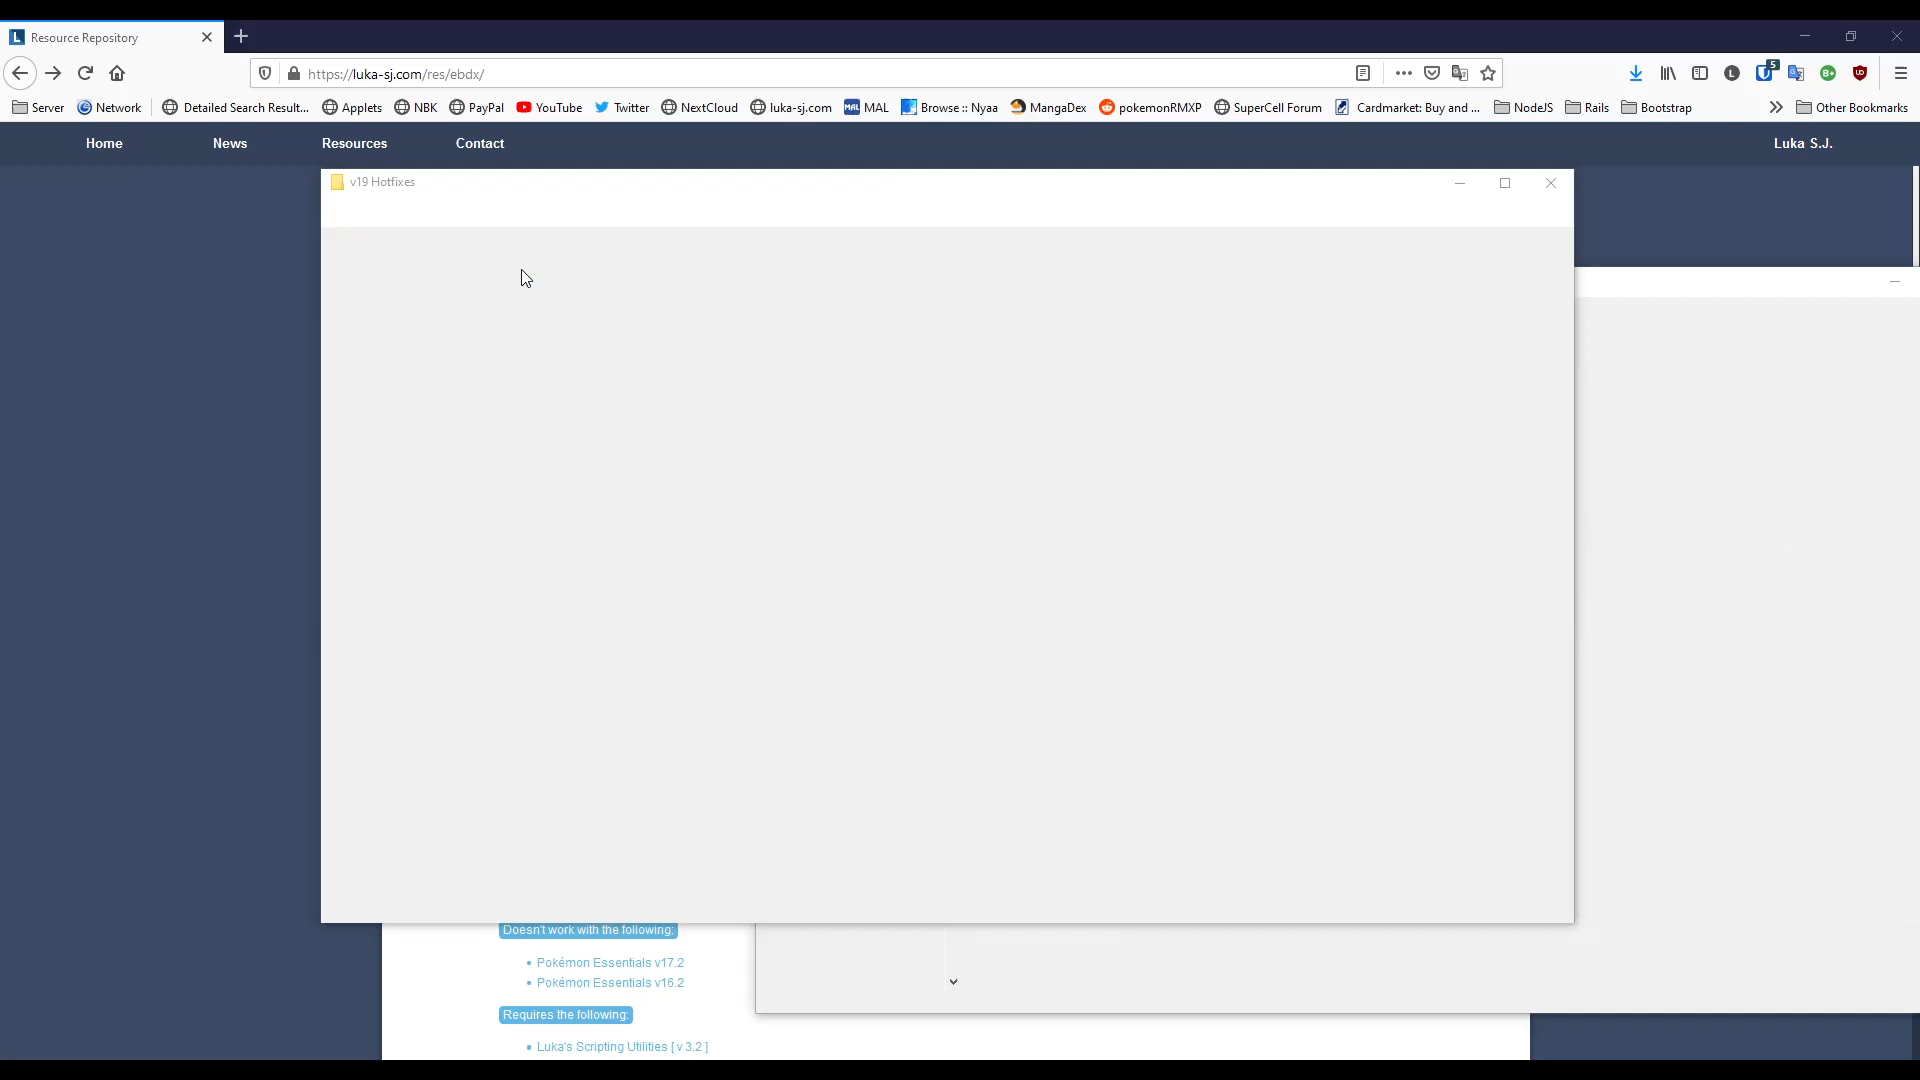 Resource Repository
https://luka-sj.com/res/ebdx/
5
Server Network Detailed Search Result... Applets NBK PayPal YouTube Twitter NextCloud luka-sj.com MAL Browse :: Nyaa MangaDex pokemonRMXP SuperCell Forum Cardmarket: Buy and ... NodeJS Rails Bootstrap Other Bookmarks
Home News Resources Contact Luka S.J.
v19 Hotfixes
Doesn't work with the following:
• Pokémon Essentials v17.2
• Pokémon Essentials v16.2
Requires the following:
• Luka's Scripting Utilities [ v 3.2 ]